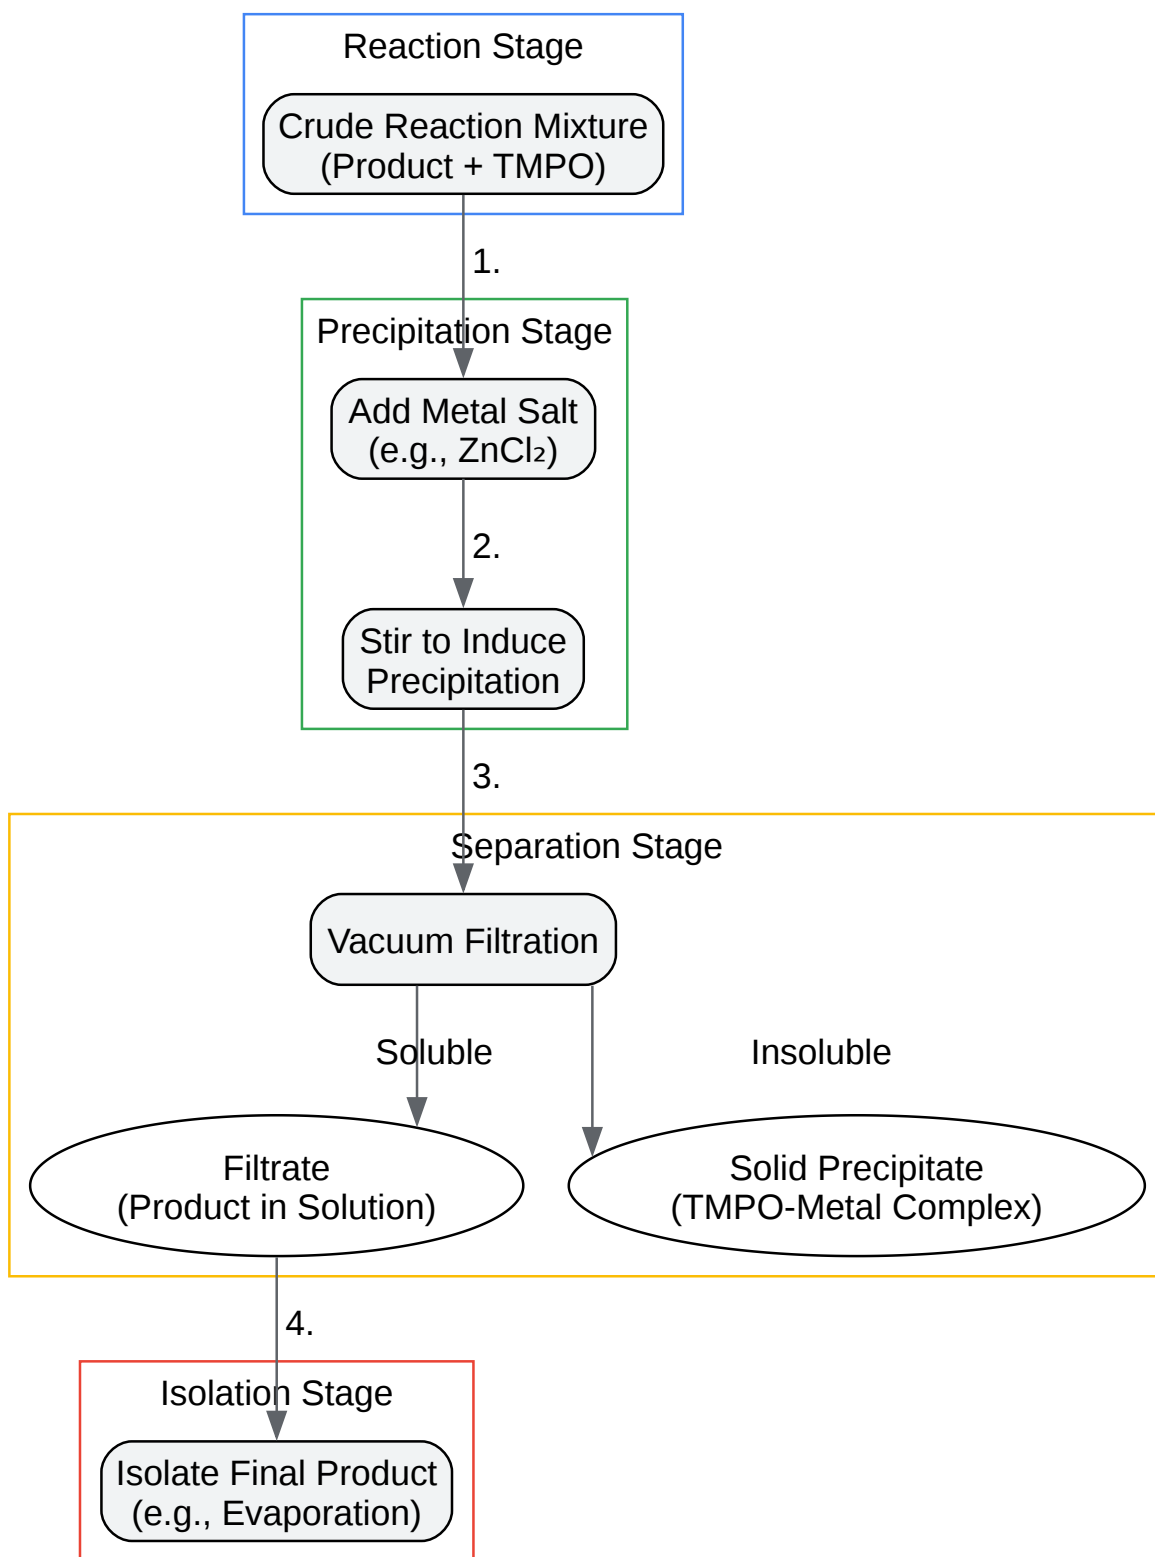 Reaction Stage
Crude Reaction Mixture
(Product + TMPO)
1.
Precipitation Stage
Add Metal Salt
(e.g., ZnCl₂)
2.
Stir to Induce
Precipitation
3.
Separation Stage
Vacuum Filtration
Soluble
Insoluble
Filtrate
(Product in Solution)
Solid Precipitate
(TMPO-Metal Complex)
4.
Isolation Stage
Isolate Final Product
(e.g., Evaporation)